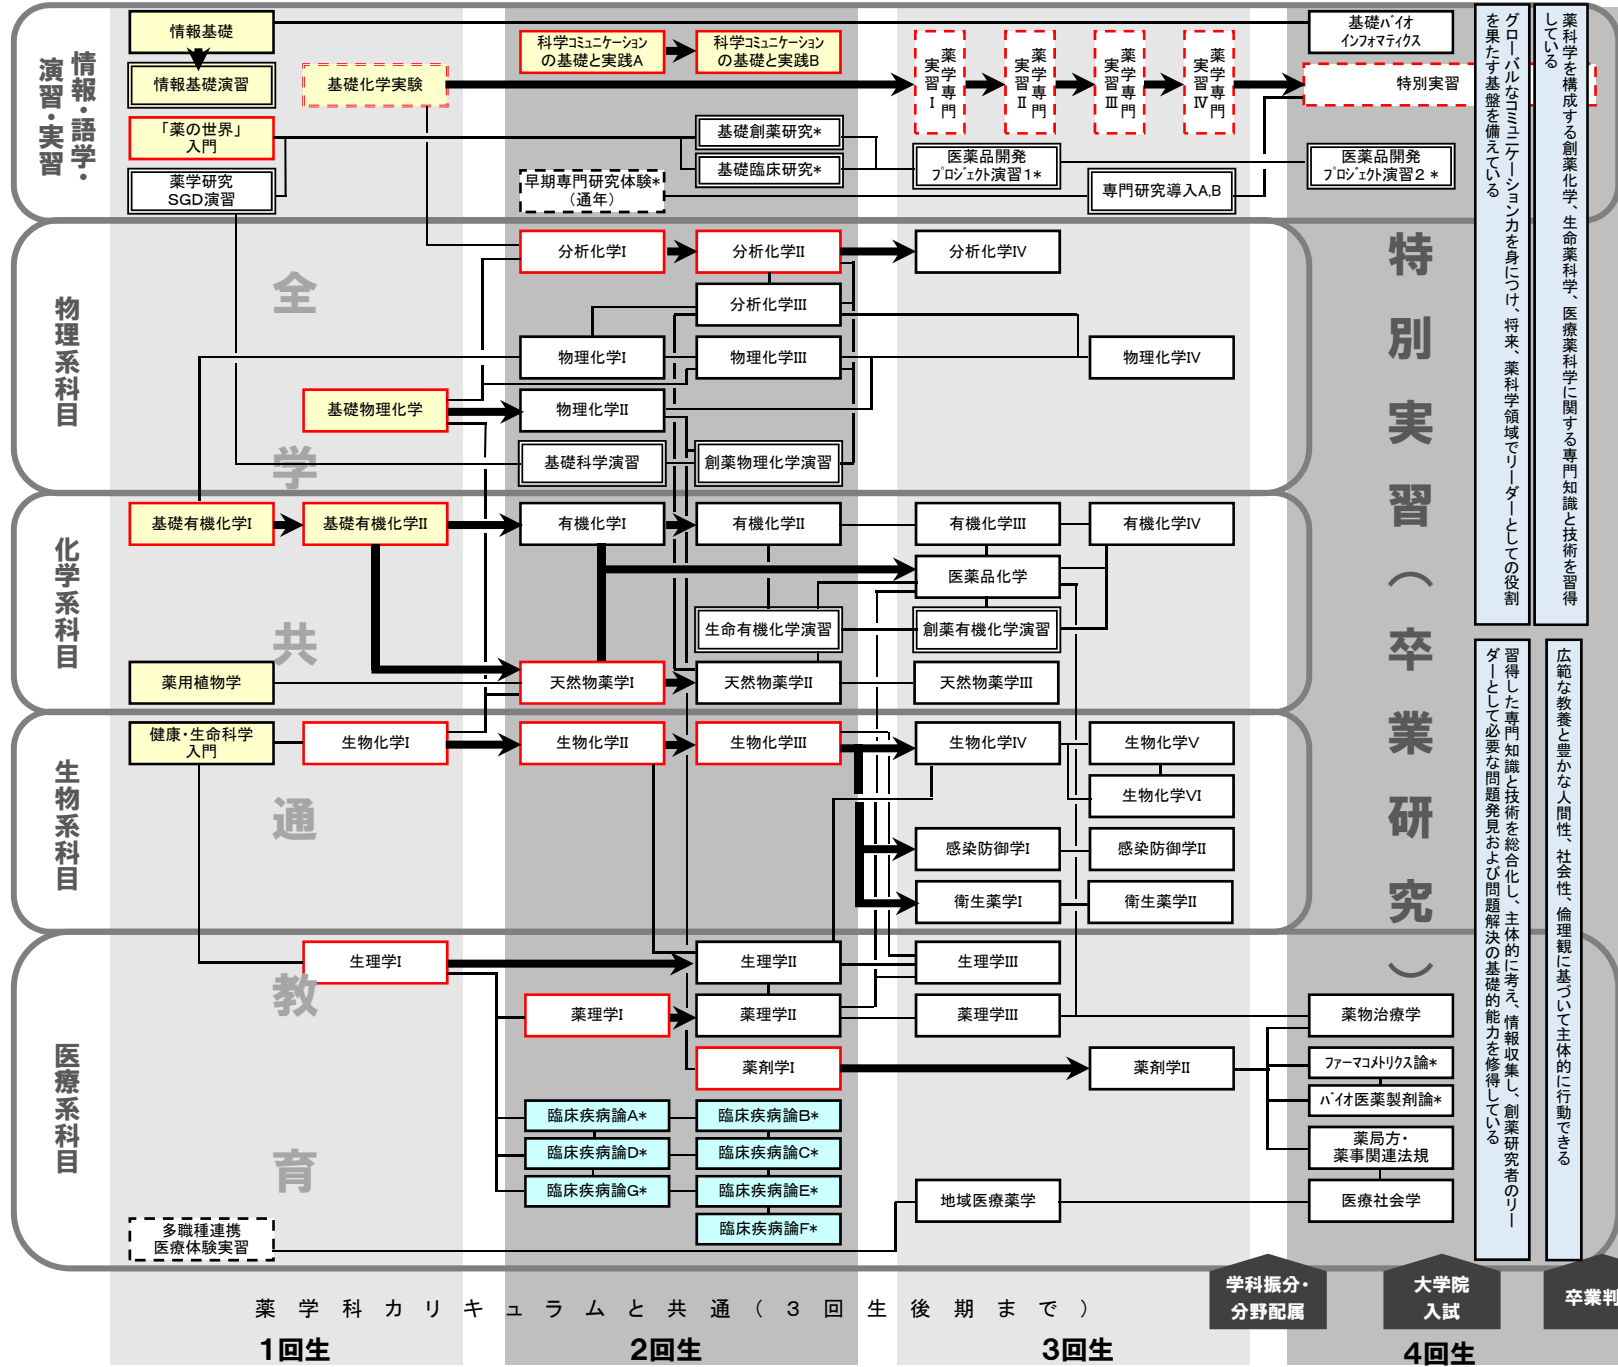 情報・語学・
演習・実習
情報基礎
情報基礎演習
「薬の世界」
入門
薬学研究
SGD演習
基礎化学実験
科学コミュニケーション
の基礎と実践A
科学コミュニケーション
の基礎と実践B
基礎創薬研究*
基礎臨床研究*
早期専門研究体験*
(通年)
薬学専門
実習Ⅰ
薬学専門
実習Ⅱ
薬学専門
実習Ⅲ
薬学専門
実習Ⅳ
医薬品開発
プロジェクト演習1*
専門研究導入A,B
基礎バイオ
インフォマティクス
特別実習
医薬品開発
プロジェクト演習2 *
物理系科目
分析化学I
分析化学II
分析化学IV
分析化学III
物理化学I
物理化学III
物理化学IV
基礎物理化学
物理化学II
基礎科学演習
創薬物理化学演習
化学系科目
基礎有機化学I
基礎有機化学II
有機化学I
有機化学II
有機化学III
有機化学IV
医薬品化学
生命有機化学演習
創薬有機化学演習
薬用植物学
天然物薬学I
天然物薬学II
天然物薬学III
生物系科目
健康・生命科学
入門
生物化学I
生物化学II
生物化学III
生物化学IV
生物化学V
生物化学VI
感染防御学I
感染防御学II
衛生薬学I
衛生薬学II
医療系科目
生理学I
生理学II
生理学III
薬理学I
薬理学II
薬理学III
薬物治療学
薬剤学I
薬剤学II
ファーマコメトリクス論*
バイオ医薬製剤論*
臨床疾病論A*
臨床疾病論B*
臨床疾病論D*
臨床疾病論C*
臨床疾病論G*
臨床疾病論E*
臨床疾病論F*
薬局方・
薬事関連法規
地域医療薬学
医療社会学
多職種連携
医療体験実習
全学共通教育
特別実習(卒業研究)
薬科学を構成する創薬化学、生命薬科学、医療薬科学に関する専門知識と技術を習得
している
グローバルなコミュニケーション力を身につけ、将来、薬科学領域でリーダーとしての役割
を果たす基盤を備えている
広範な教養と豊かな人間性、社会性、倫理観に基づいて主体的に行動できる
習得した専門知識と技術を総合化し、主体的に考え、情報収集し、創薬研究者のリー
ダーとして必要な問題発見および問題解決の基礎的能力を修得している
学科振分・
分野配属
大学院
入試
卒業判
薬学科カリキュラムと共通(3回生後期まで)
1回生
2回生
3回生
4回生